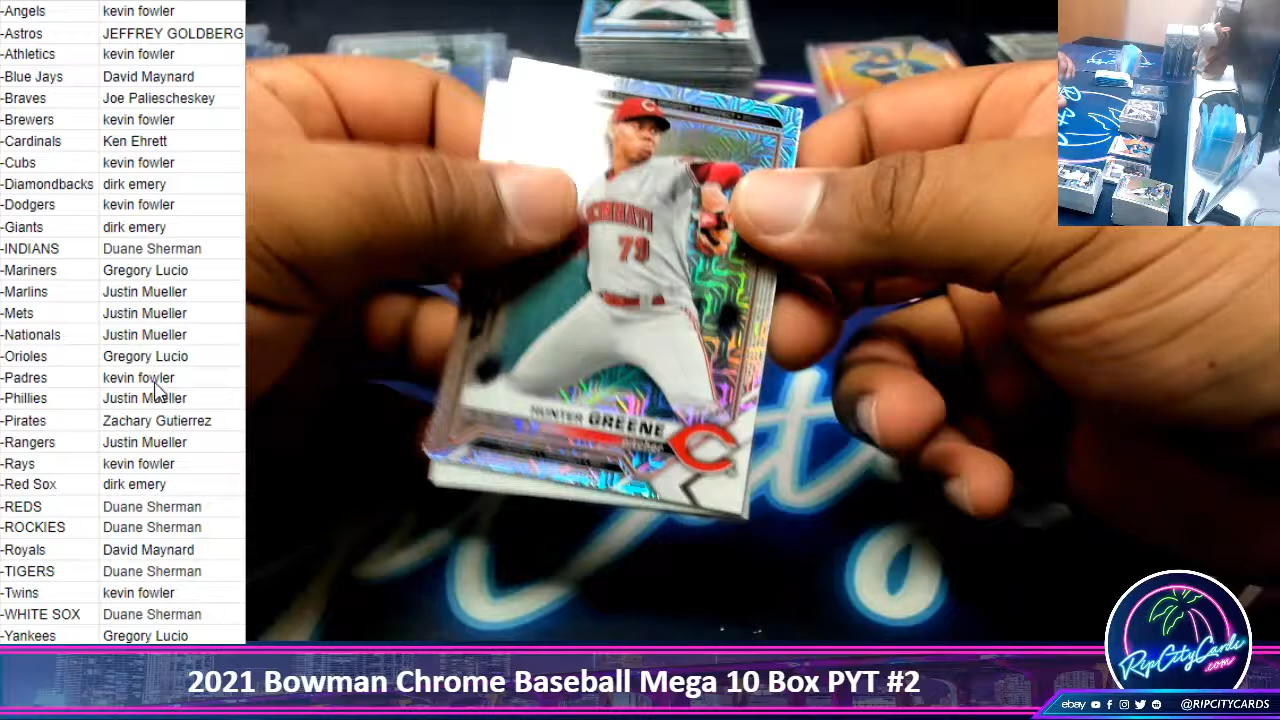 -Angels kevin fowler
-Astros JEFFREY GOLDBERG
-Athletics kevin fowler
-Blue Jays David Maynard
-Braves Joe Paliescheskey
-Brewers kevin fowler
-Cardinals Ken Ehrett
-Cubs kevin fowler
-Diamondbacks dirk emery
-Dodgers kevin fowler
-Giants dirk emery
-INDIANS Duane Sherman
-Mariners Gregory Lucio
-Marlins Justin Mueller
-Mets Justin Mueller
-Nationals Justin Mueller
-Orioles Gregory Lucio
-Padres kevin fowler
-Phillies Justin Mueller
-Pirates Zachary Gutierrez
-Rangers Justin Mueller
-Rays kevin fowler
-Red Sox dirk emery
-REDS Duane Sherman
-ROCKIES Duane Sherman
-Royals David Maynard
-TIGERS Duane Sherman
-Twins kevin fowler
-WHITE SOX Duane Sherman
-Yankees Gregory Lucio
CINCINNATI
79
HUNTER GREENE
C
RipCityCards
.com
2021 Bowman Chrome Baseball Mega 10 Box PYT #2
ebay @RIPCITYCARDS